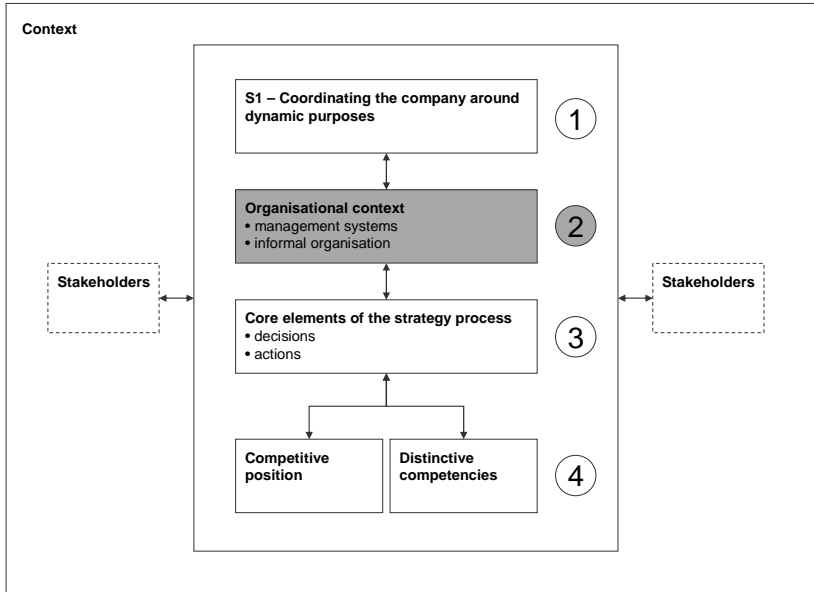 Context
S1 – Coordinating the company around
dynamic purposes
1
Organisational context
• management systems
• informal organisation
2
Stakeholders
Stakeholders
Core elements of the strategy process
• decisions
• actions
3
Competitive
position
Distinctive
competencies
4